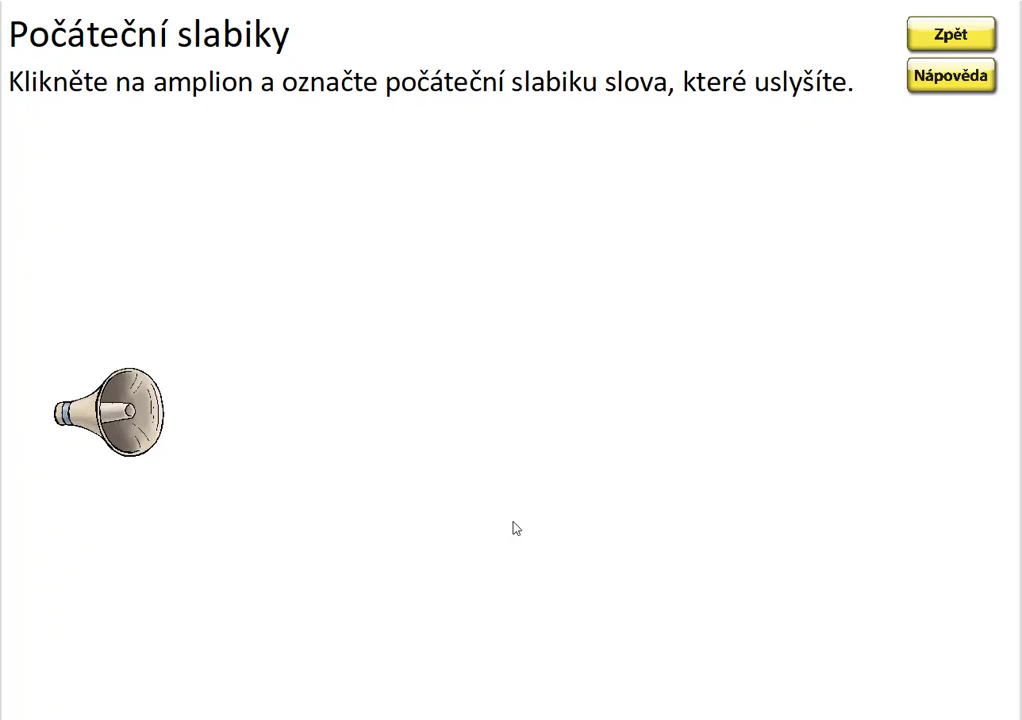 Počáteční slabiky
Zpět
Klikněte na amplion a označte počáteční slabiku slova, které uslyšíte.
Nápověda